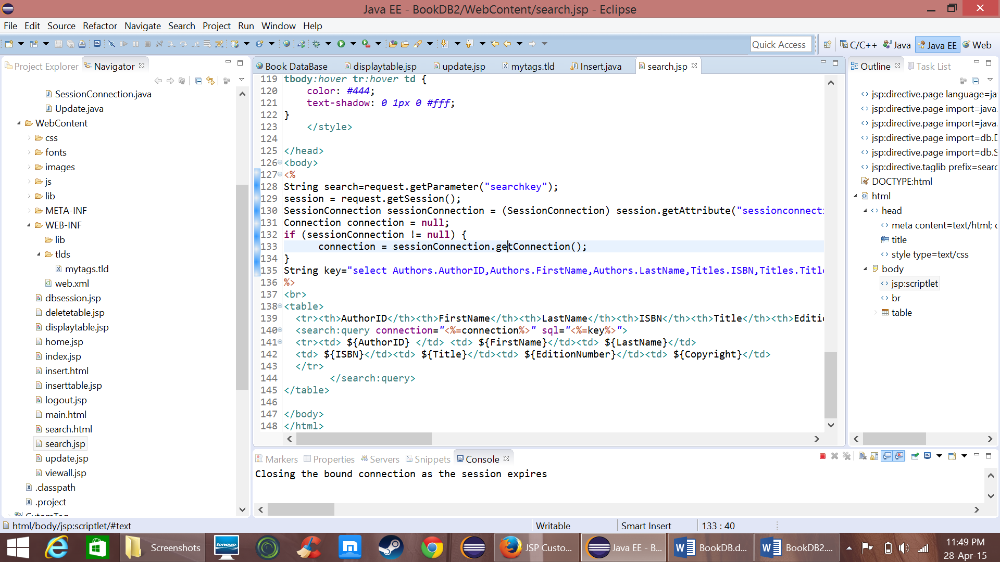 Java EE - BookDB2/WebContent/search.jsp - Eclipse
File Edit Source Refactor Navigate Search Project Run Window Help
Quick Access C/C++ Java Java EE Web
Project Explorer Navigator
SessionConnection.java
Update.java
WebContent
css
fonts
images
js
lib
META-INF
WEB-INF
lib
tlds
mytags.tld
web.xml
dbsession.jsp
deletetable.jsp
displaytable.jsp
home.jsp
index.jsp
insert.html
inserttable.jsp
logout.jsp
main.html
search.html
search.jsp
update.jsp
viewall.jsp
.classpath
.project
CutomTag
Book DataBase displaytable.jsp update.jsp mytags.tld Insert.java search.jsp
119 tbody:hover tr:hover td {
120     color: #444;
121     text-shadow: 0 1px 0 #fff;
122 }
123     </style>
124
125 </head>
126 <body>
127 <%
128 String search=request.getParameter("searchkey");
129 session = request.getSession();
130 SessionConnection sessionConnection = (SessionConnection) session.getAttribute("sessionconnecti
131 Connection connection = null;
132 if (sessionConnection != null) {
133       connection = sessionConnection.getConnection();
134 }
135 String key="select Authors.AuthorID,Authors.FirstName,Authors.LastName,Titles.ISBN,Titles.Title
136 %>
137 <br>
138 <table>
139   <tr><th>AuthorID</th><th>FirstName</th><th>LastName</th><th>ISBN</th><th>Title</th><th>Editio
140   <search:query connection="<%=connection%>" sql="<%=key%>">
141   <tr><td> ${AuthorID} </td> <td> ${FirstName}</td><td> ${LastName}</td>
142   <td> ${ISBN}</td><td> ${Title}</td><td> ${EditionNumber}</td><td> ${Copyright}</td>
143   </tr>
144         </search:query>
145 </table>
146
147 </body>
148 </html>
Outline Task List
jsp:directive.page language=ja
jsp:directive.page import=java.
jsp:directive.page import=java.
jsp:directive.page import=db.D
jsp:directive.page import=db.S
jsp:directive.taglib prefix=searc
DOCTYPE:html
html
head
meta content=text/html; c
title
style type=text/css
body
jsp:scriptlet
br
table
Markers Properties Servers Snippets Console
Closing the bound connection as the session expires
html/body/jsp:scriptlet/#text Writable Smart Insert 133 : 40
Screenshots lenovo JSP Custo... Java EE - B... BookDB.d... BookDB2....
11:49 PM
28-Apr-15